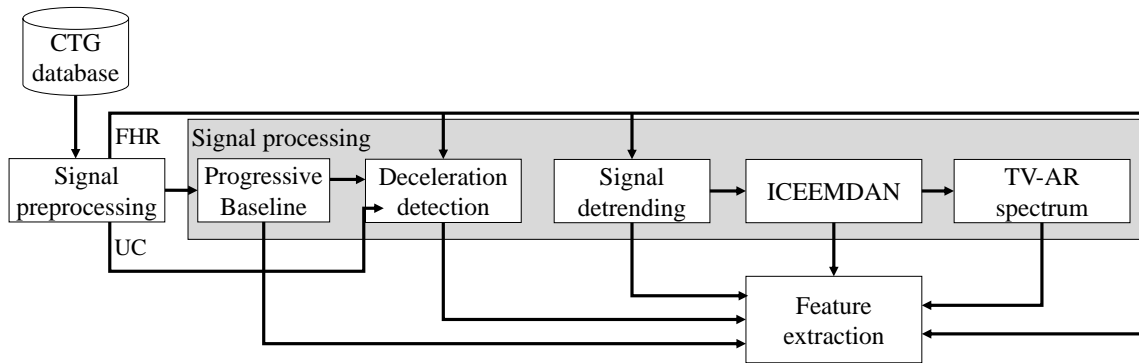 CTG
database
FHR
Signal processing
Signal
preprocessing
Progressive
Baseline
Deceleration
detection
Signal
detrending
ICEEMDAN
TV-AR
spectrum
UC
Feature
extraction